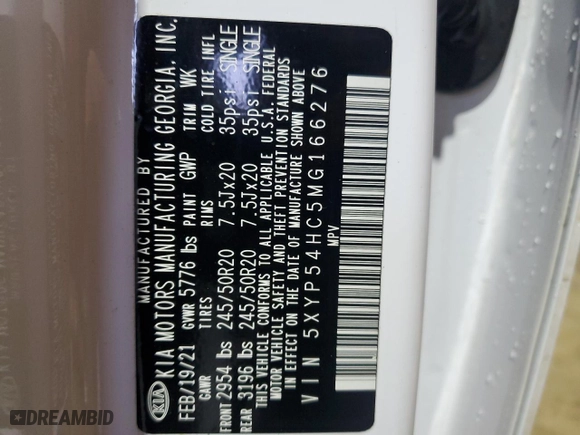 KIA
MANUFACTURED BY
KIA MOTORS MANUFACTURING GEORGIA, INC.
FEB/19/21 GVWR 5776 lbs PAINT GWP TRIM WK
GAWR TIRES RIMS COLD TIRE INFL
FRONT 2954 lbs 245/50R20 7.5Jx20 35psi SINGLE
REAR 3196 lbs 245/50R20 7.5Jx20 35psi SINGLE
THIS VEHICLE CONFORMS TO ALL APPLICABLE U.S.A. FEDERAL
MOTOR VEHICLE SAFETY AND THEFT PREVENTION STANDARDS
IN EFFECT ON THE DATE OF MANUFACTURE SHOWN ABOVE
VIN 5XYP54HC5MG166276
MPV
DREAMBID